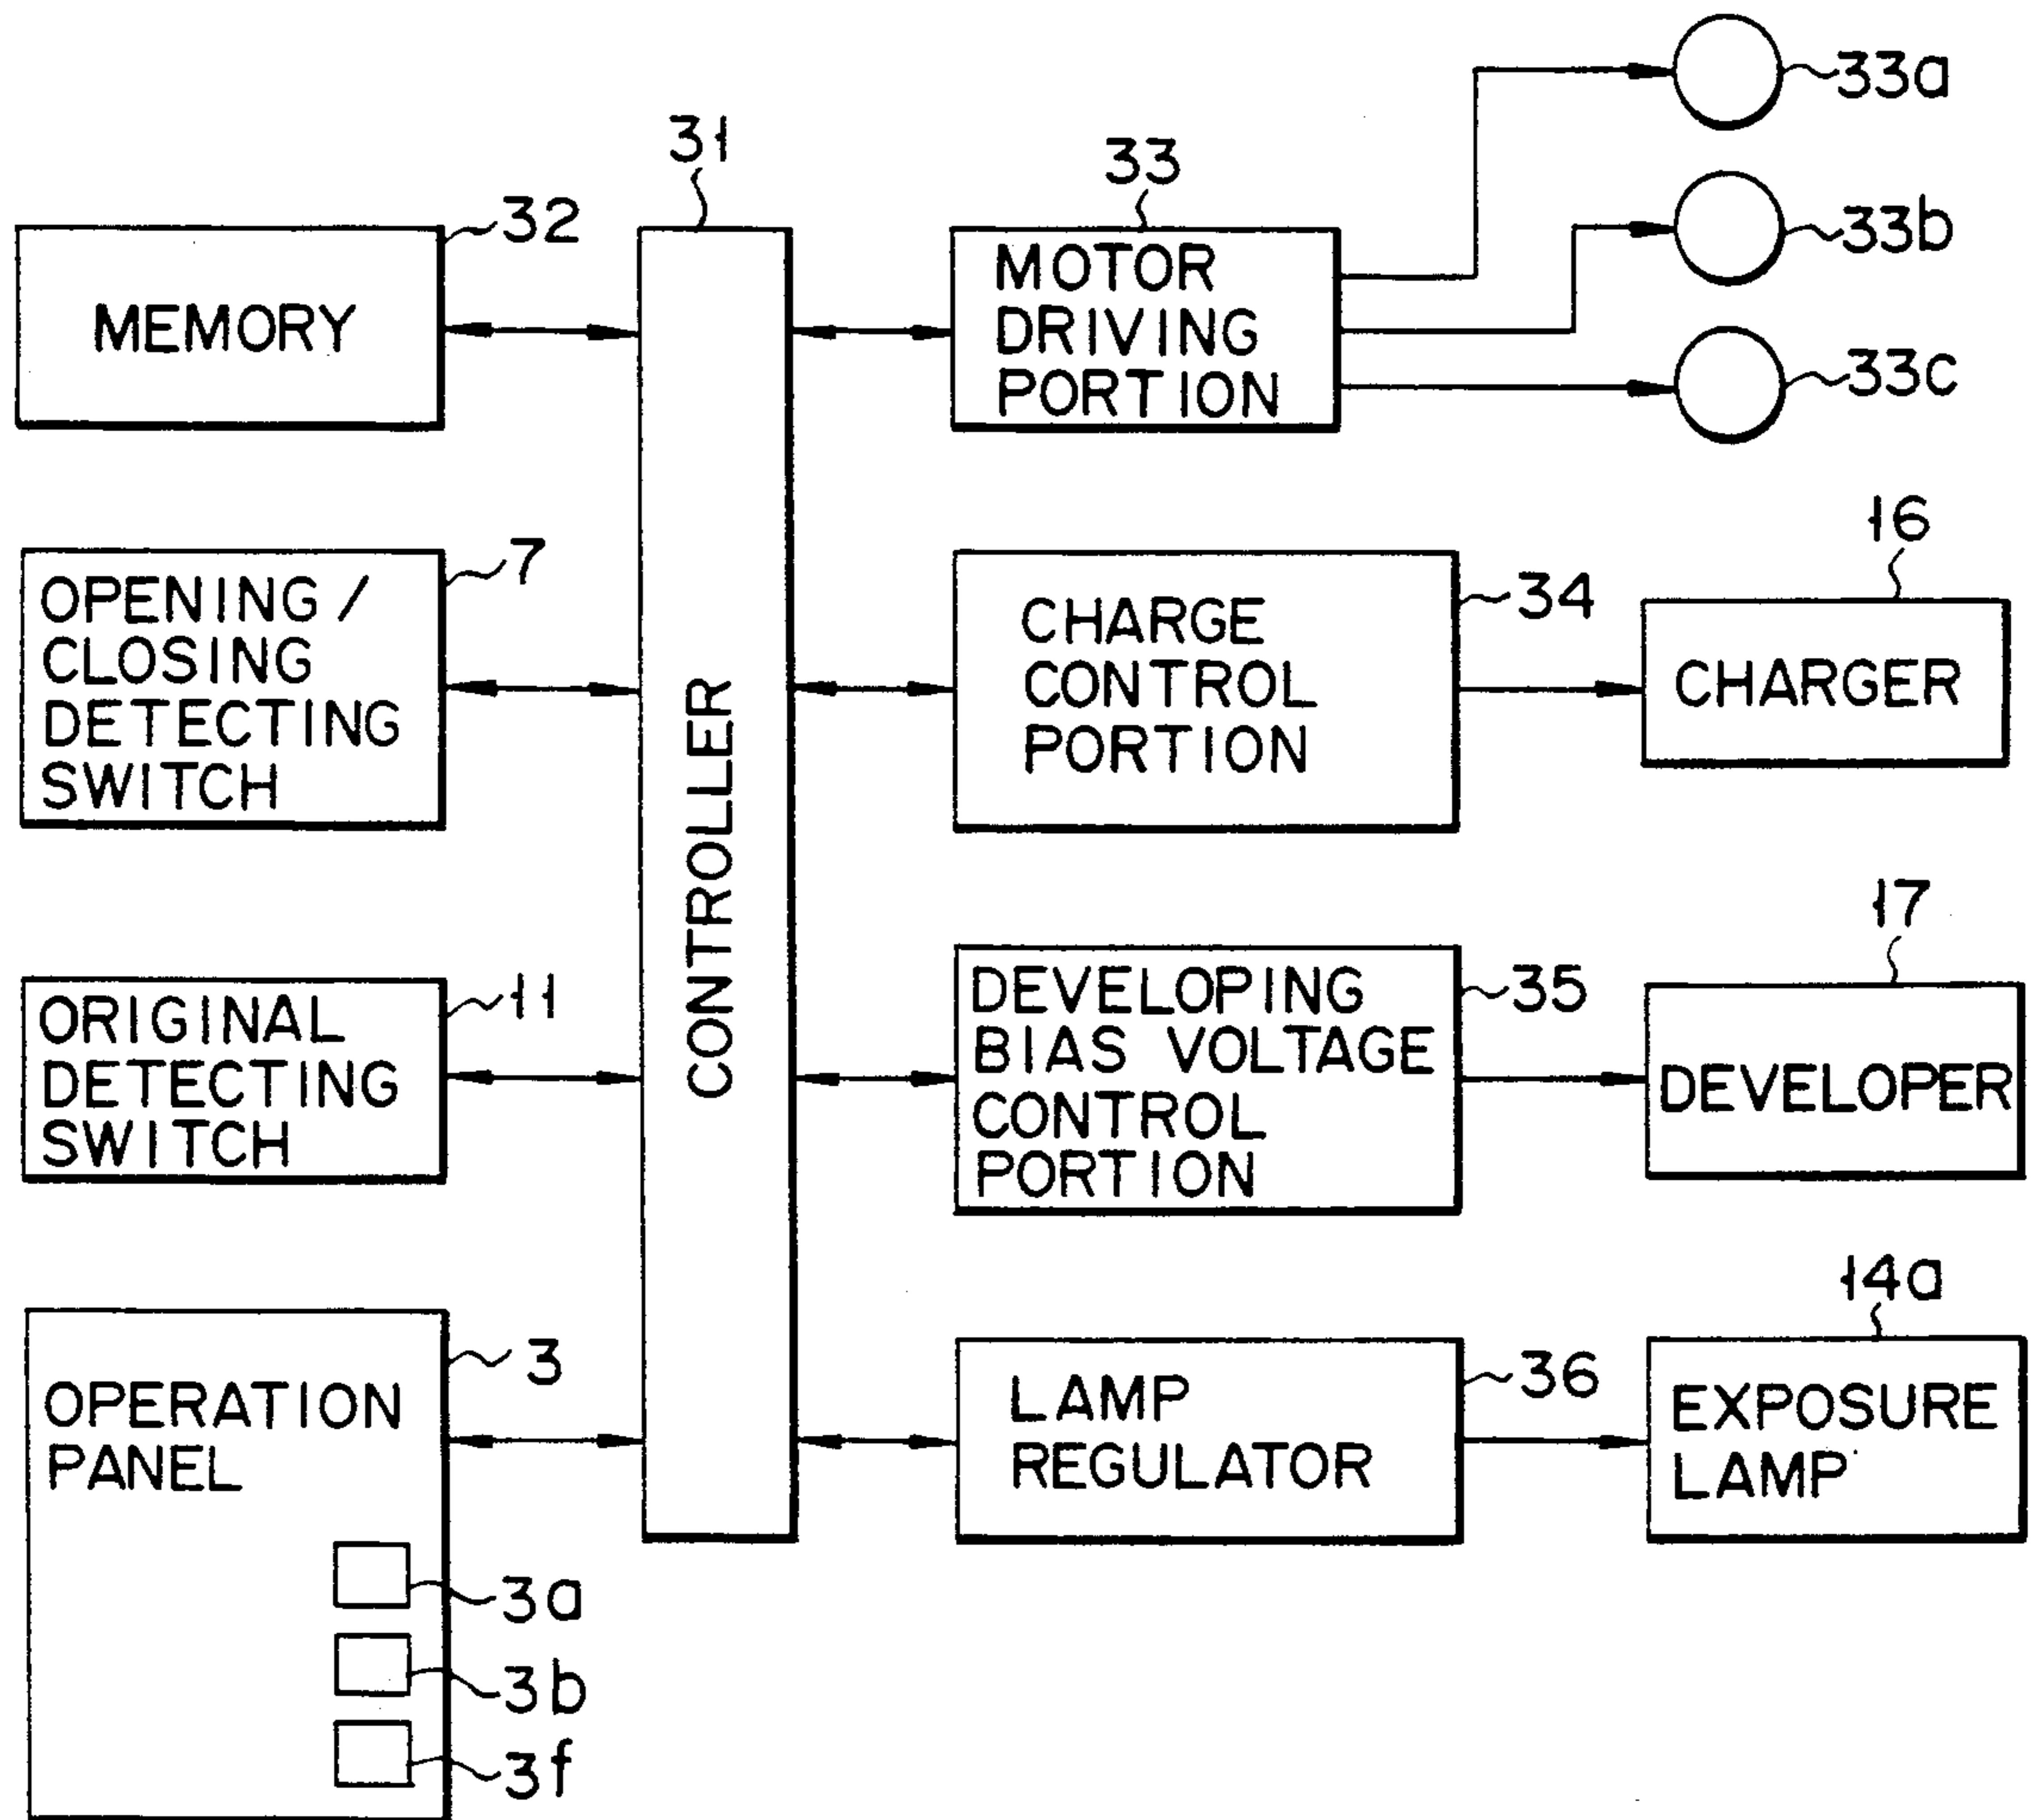 33a
31
33
32
33b
MEMORY
MOTOR
DRIVING
PORTION
33c
7
OPENING /
CLOSING
DETECTING
SWITCH
CONTROLLER
34
CHARGE
CONTROL
PORTION
16
CHARGER
11
ORIGINAL
DETECTING
SWITCH
35
DEVELOPING
BIAS VOLTAGE
CONTROL
PORTION
17
DEVELOPER
3
OPERATION
PANEL
3a
3b
3f
36
LAMP
REGULATOR
14a
EXPOSURE
LAMP